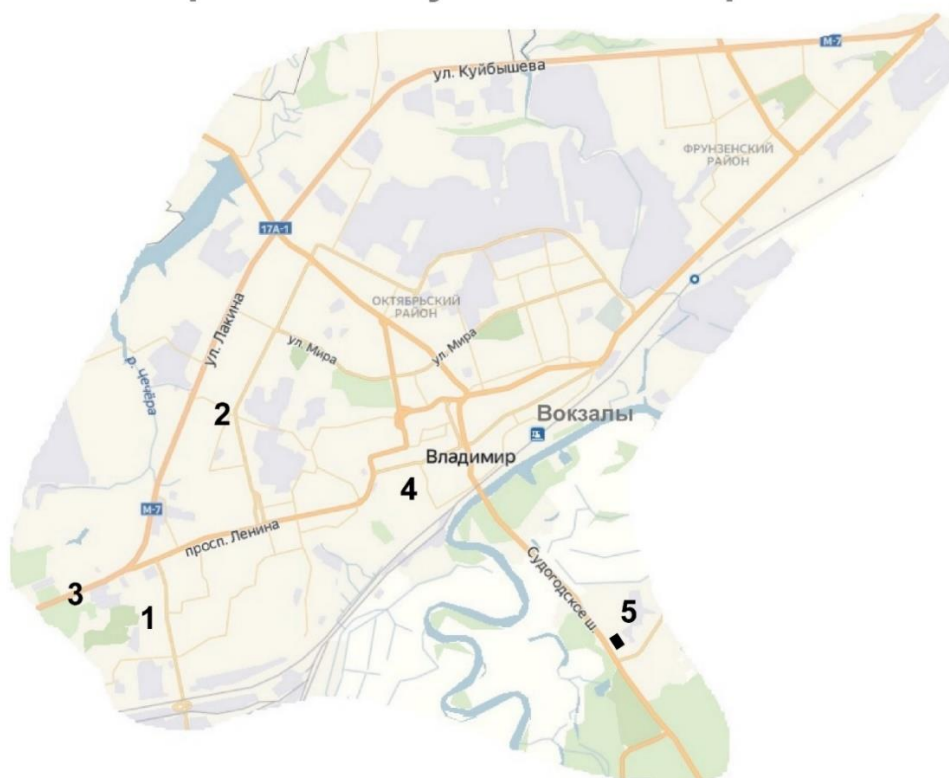 М-7
ул. Куйбышева
ФРУНЗЕНСКИЙ
РАЙОН
17А-1
ОКТЯБРЬСКИЙ
РАЙОН
ул. Лакина
ул. Мира
ул. Мира
р. Чечёра
2
Вокзалы
Владимир
4
М-7
просп. Ленина
Судогодское ш.
3
1
5